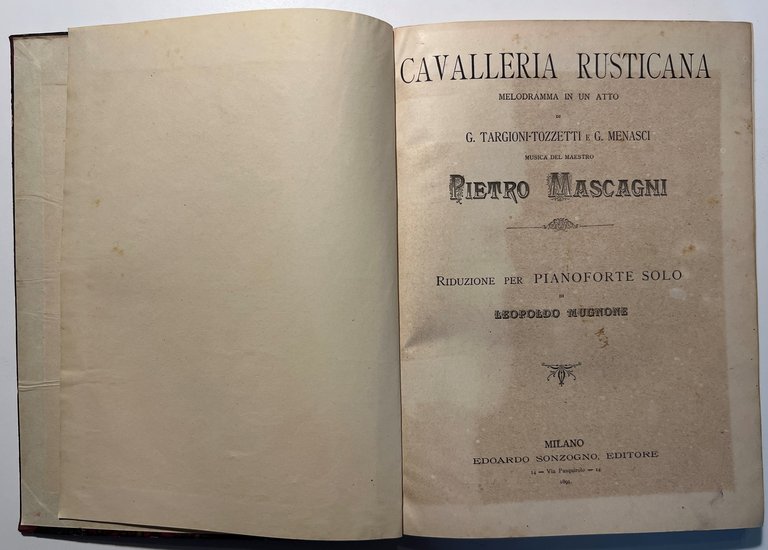 CAVALLERIA RUSTICANA
MELODRAMMA IN UN ATTO
DI
G. TARGIONI-TOZZETTI E G. MENASCI
MUSICA DEL MAESTRO
PIETRO MASCAGNI
RIDUZIONE PER PIANOFORTE SOLO
DI
LEOPOLDO MUGNONE
MILANO
EDOARDO SONZOGNO, EDITORE
14 — Via Pasquirolo — 14
1891.